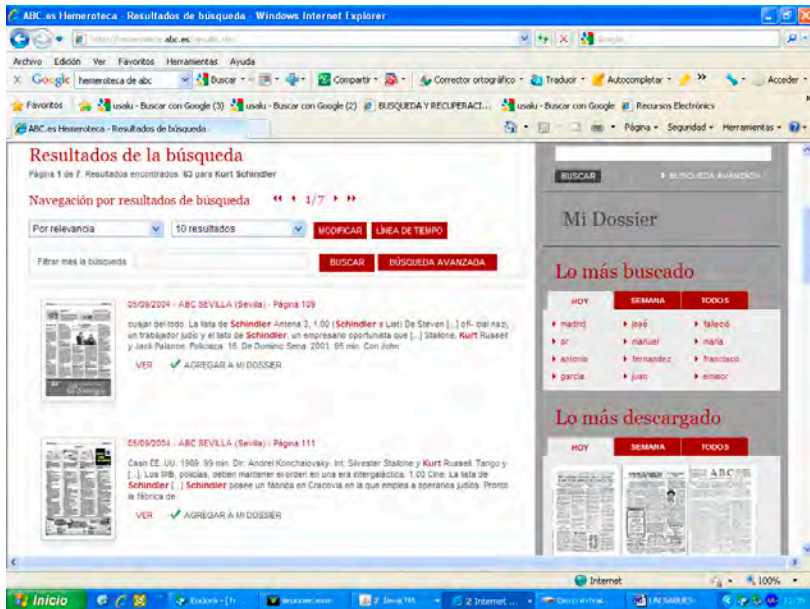 ABC.es Hemeroteca - Resultados de búsqueda - Windows Internet Explorer
abc.es
Archivo Edición Ver Favoritos Herramientas Ayuda
Google hemeroteca de abc Buscar Compartir Corrector ortográfico Traducir Autocompletar Acceder
Favoritos usalu - Buscar con Google (3) usalu - Buscar con Google (2) BUSQUEDA Y RECUPERACI... usalu - Buscar con Google Recursos Electrónics
ABC.es Hemeroteca - Resultados de búsqueda Página Seguridad Herramientas
Resultados de la búsqueda
Página 1 de 7. Resultados encontrados: 63 para Kurt Schindler
Navegación por resultados de búsqueda 1/7
Por relevancia 10 resultados MODIFICAR LÍNEA DE TIEMPO
Filtrar más la búsqueda BUSCAR BÚSQUEDA AVANZADA
05/09/2004 - ABC SEVILLA (Sevilla) - Página 109
cuajar del todo. La lista de Schindler Antena 3, 1.00 (Schindler s List) De Steven [...] ofi- cial nazi,
un trabajador judío y el lsto de Schindler, un empresario oportunista que [...] Stallone, Kurt Russell
y Jack Palance. Policiaca. 16. De Dominic Sena. 2001. 95 min. Con John
VER AGREGAR A MI DOSSIER
05/09/2004 - ABC SEVILLA (Sevilla) - Página 111
Cash EE. UU. 1989. 99 min. Dir: Andrei Konchalovsky. Int: Silvester Stallone y Kurt Russell. Tango y
[...]. Los MIB, policías, deben mantener el orden en una era intergaláctica. 1.00 Cine. La lista de
Schindler [...] Schindler posee un fábrica en Cracovia en la que emplea a operarios judíos. Pronto
la fábrica de
VER AGREGAR A MI DOSSIER
BUSCAR BUSQUEDA AVANZADA
Mi Dossier
Lo más buscado
HOY SEMANA TODOS
madrid josé falleció
or manuel maria
antonio fernandez francisco
garcia juan emisor
Lo más descargado
HOY SEMANA TODOS
ABC
Internet 100%
Inicio 2 Internet ...